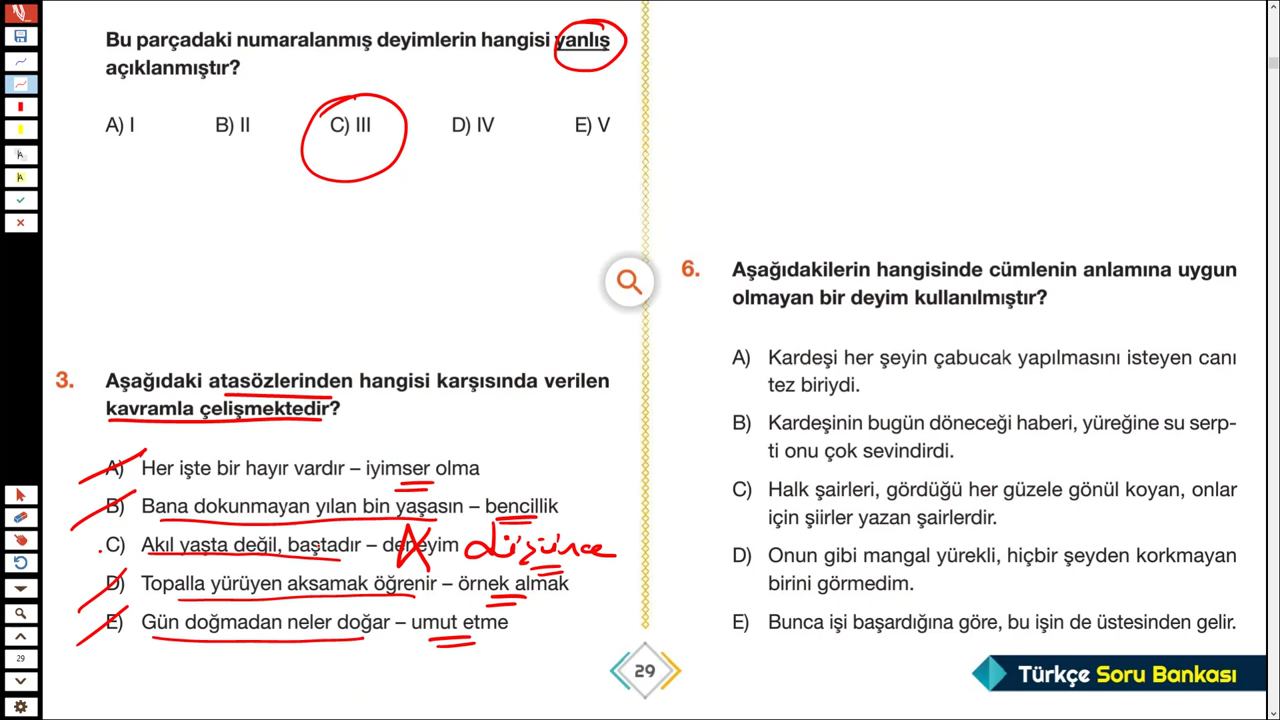 Bu parçadaki numaralanmış deyimlerin hangisi yanlış
açıklanmıştır?
A) I B) II C) III D) IV E) V
3. Aşağıdaki atasözlerinden hangisi karşısında verilen
kavramla çelişmektedir?
A) Her işte bir hayır vardır – iyimser olma
B) Bana dokunmayan yılan bin yaşasın – bencillik
C) Akıl yaşta değil, baştadır – deneyim düşünce
D) Topalla yürüyen aksamak öğrenir – örnek almak
E) Gün doğmadan neler doğar – umut etme
6. Aşağıdakilerin hangisinde cümlenin anlamına uygun
olmayan bir deyim kullanılmıştır?
A) Kardeşi her şeyin çabucak yapılmasını isteyen canı
tez biriydi.
B) Kardeşinin bugün döneceği haberi, yüreğine su serp-
ti onu çok sevindirdi.
C) Halk şairleri, gördüğü her güzele gönül koyan, onlar
için şiirler yazan şairlerdir.
D) Onun gibi mangal yürekli, hiçbir şeyden korkmayan
birini görmedim.
E) Bunca işi başardığına göre, bu işin de üstesinden gelir.
29
Türkçe Soru Bankası
29